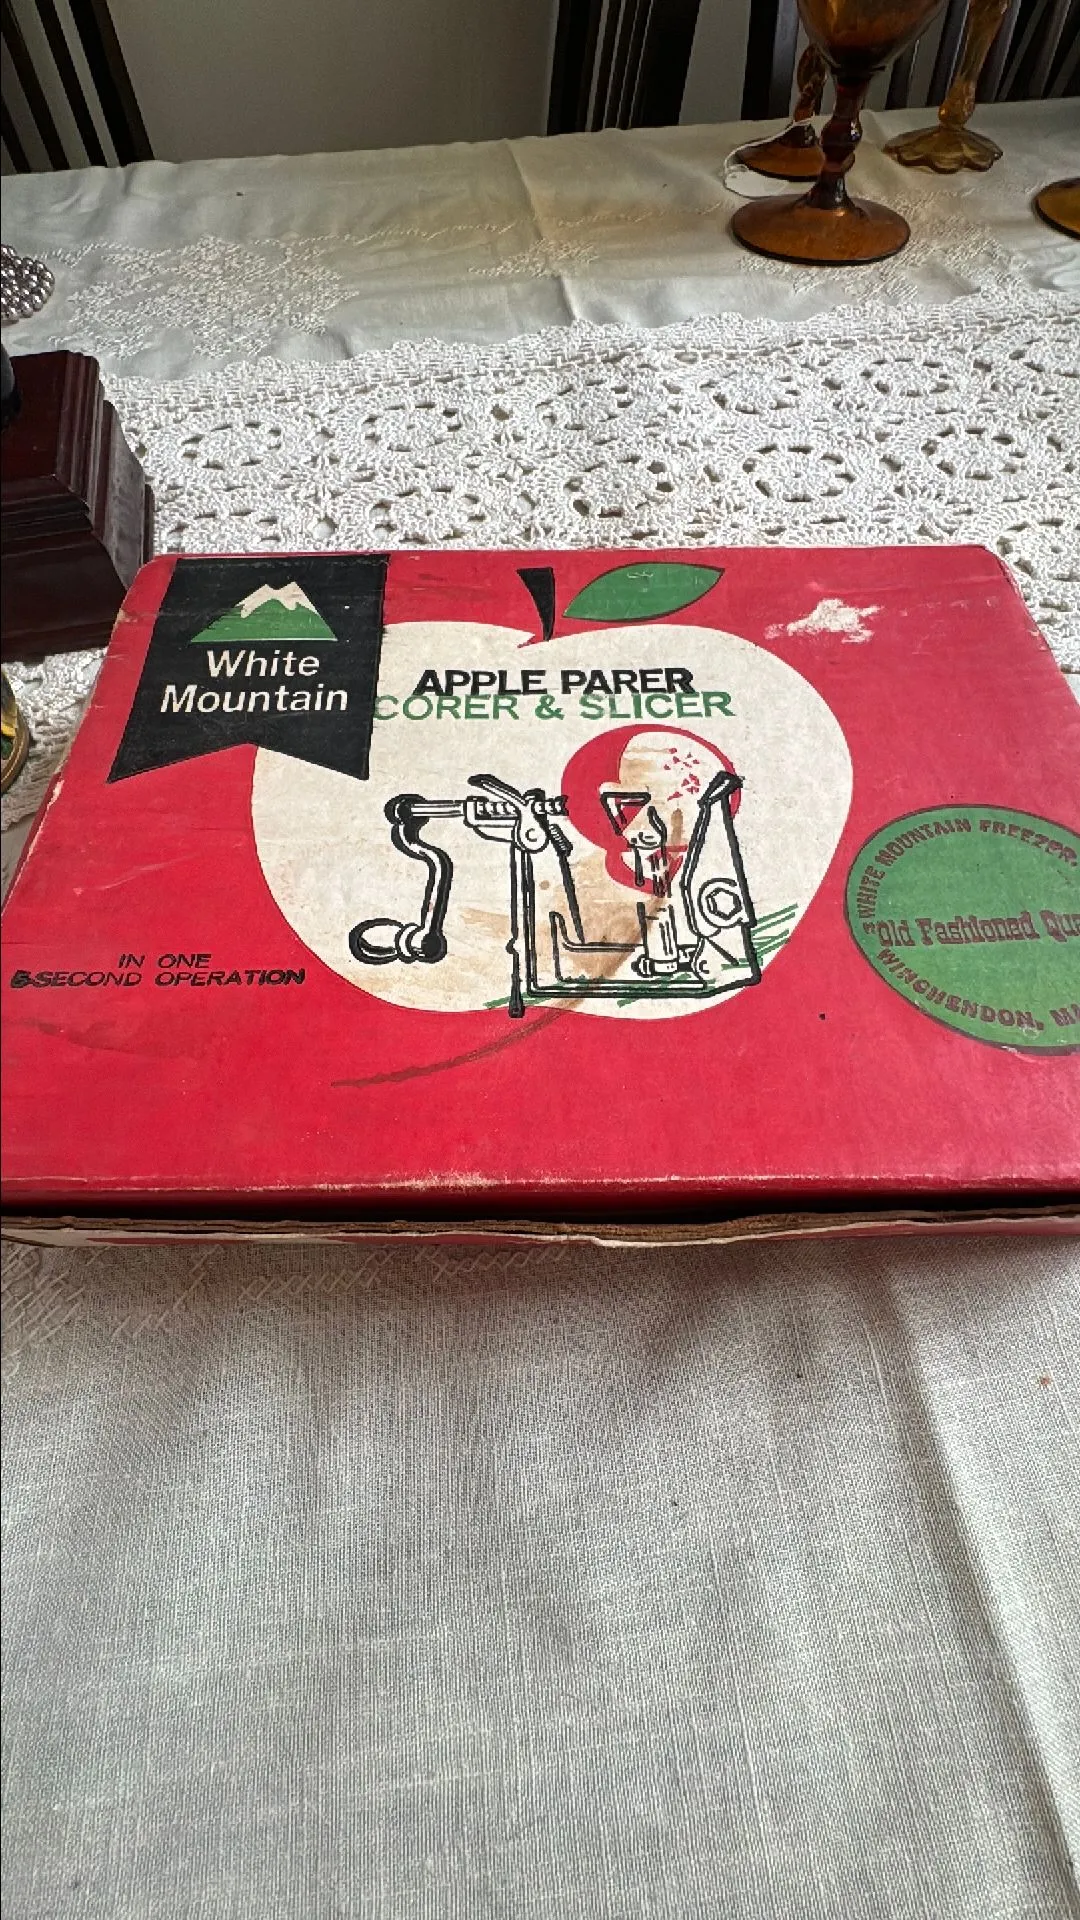 White
Mountain
APPLE PARER
CORER & SLICER
IN ONE
5-SECOND OPERATION
WHITE MOUNTAIN FREEZER,
Old Fashioned
WINCHENDON,